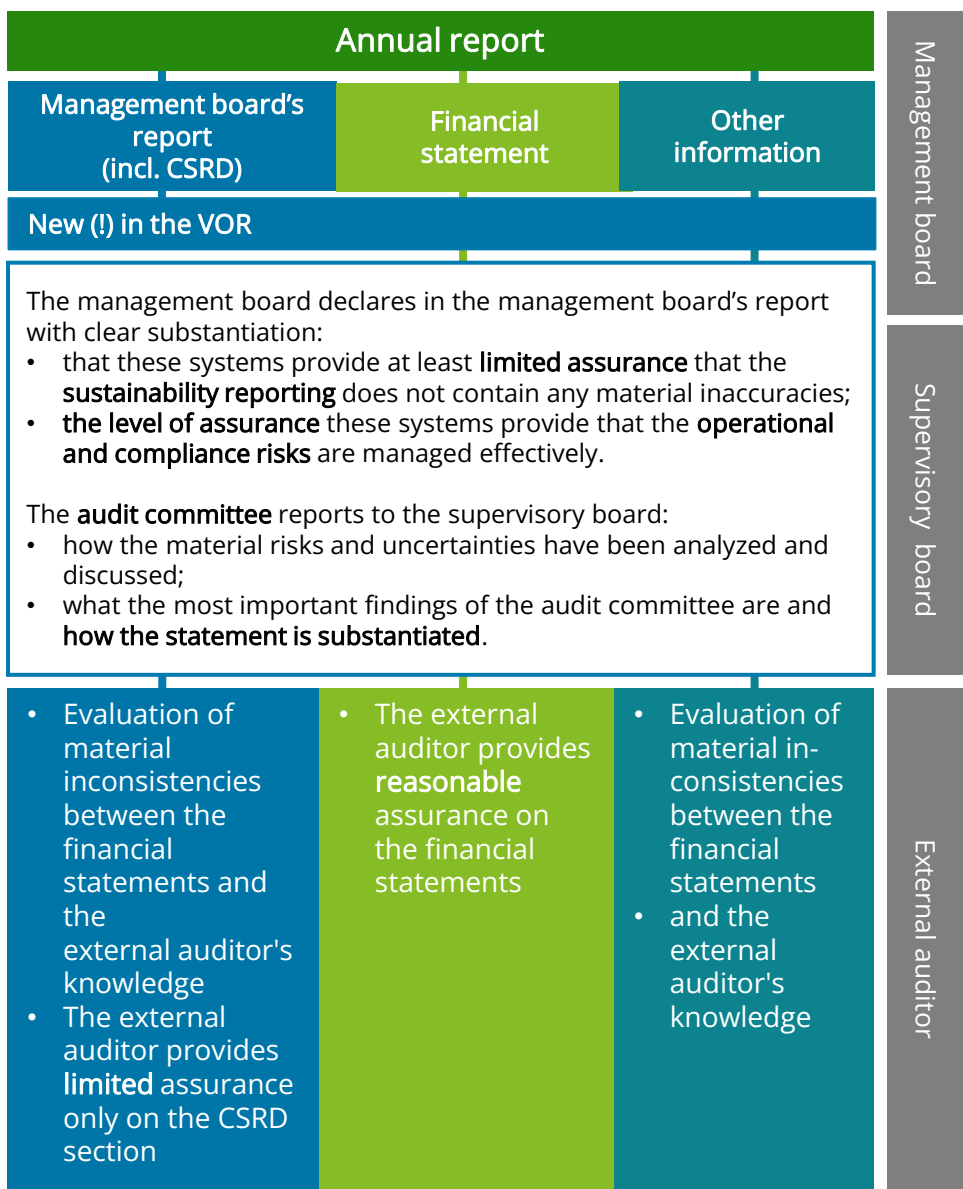 Annual report
Management board's
report
(incl. CSRD)
Financial
statement
Other
information
New (!) in the VOR
The management board declares in the management board's report
with clear substantiation:
• that these systems provide at least limited assurance that the
sustainability reporting does not contain any material inaccuracies;
• the level of assurance these systems provide that the operational
and compliance risks are managed effectively.
The audit committee reports to the supervisory board:
• how the material risks and uncertainties have been analyzed and
discussed;
• what the most important findings of the audit committee are and
how the statement is substantiated.
• Evaluation of
material
inconsistencies
between the
financial
statements and
the
external auditor's
knowledge
• The external
auditor provides
limited assurance
only on the CSRD
section
• The external
auditor provides
reasonable
assurance on
the financial
statements
• Evaluation of
material in-
consistencies
between the
financial
statements
• and the
external
auditor's
knowledge
Management board
Supervisory board
External auditor